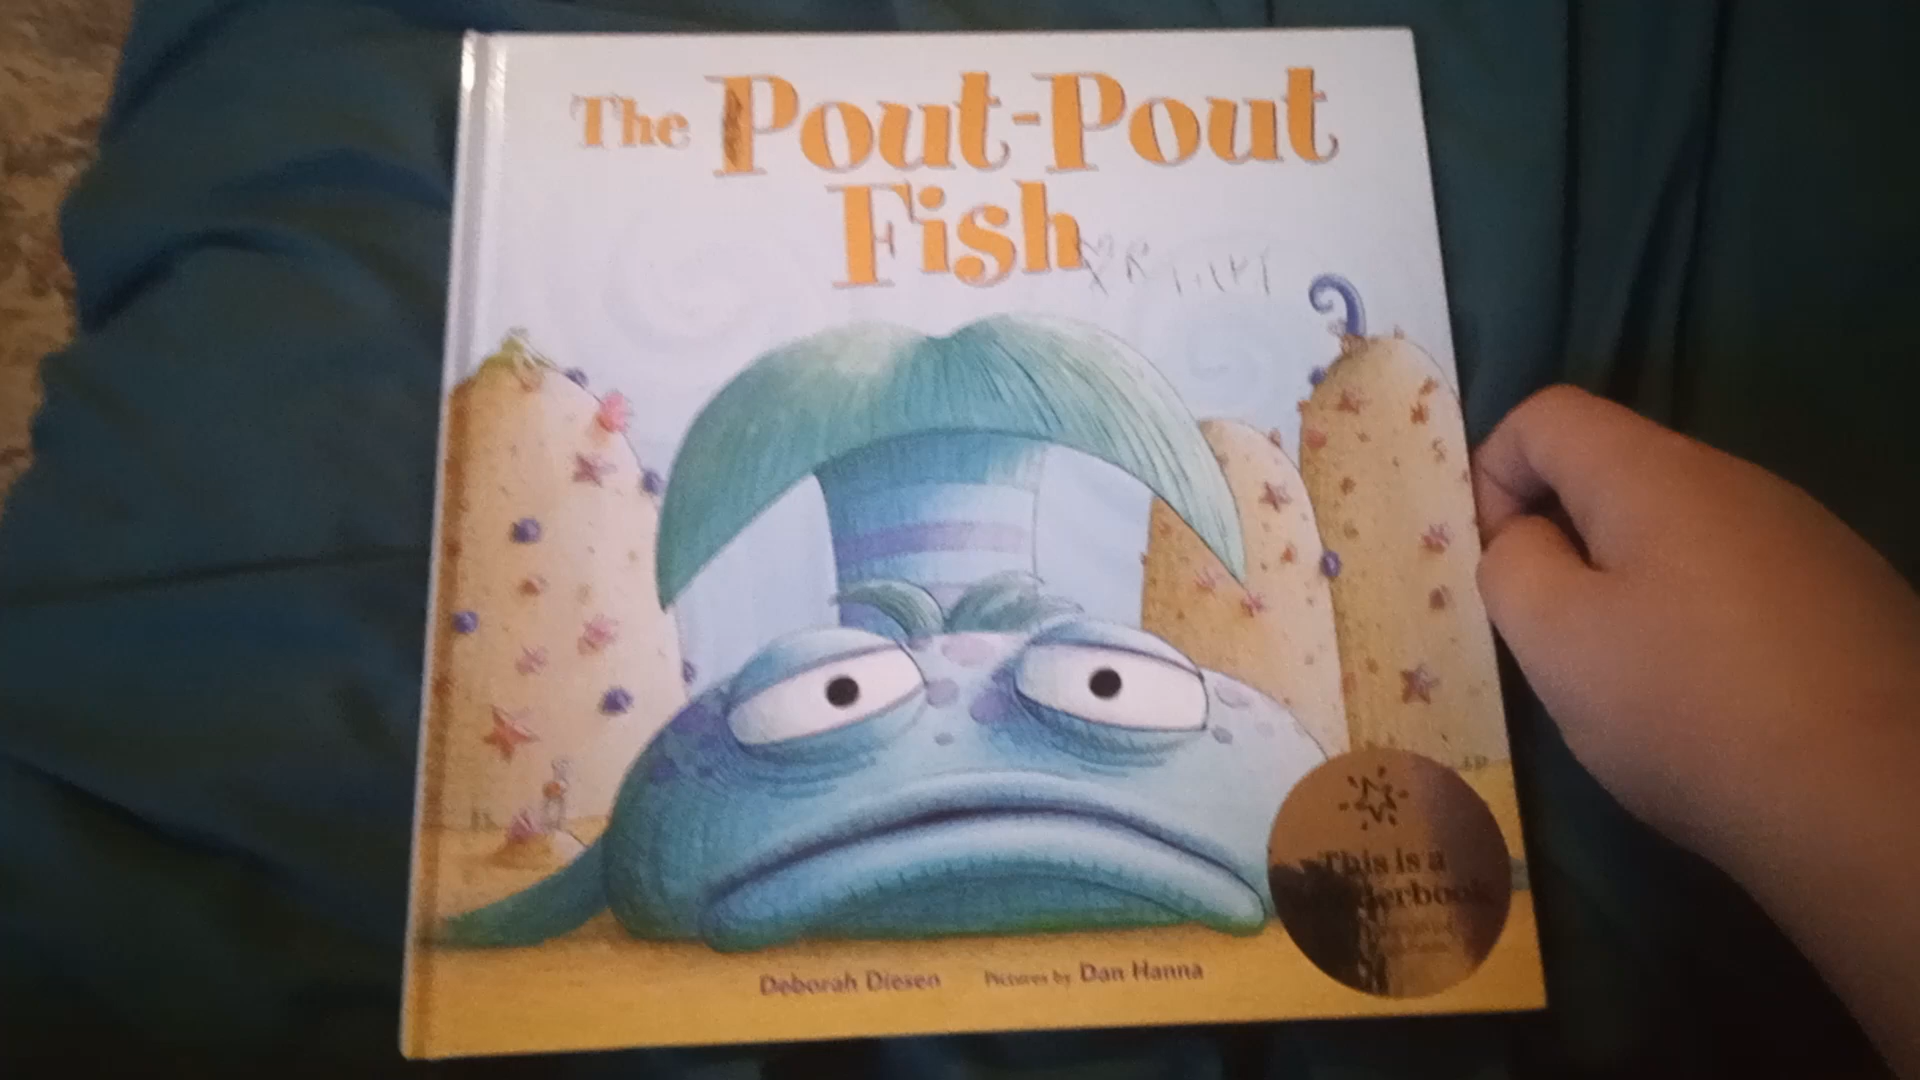 The Pout-Pout
Fish
Deborah Diesen Pictures by Dan Hanna
This is a